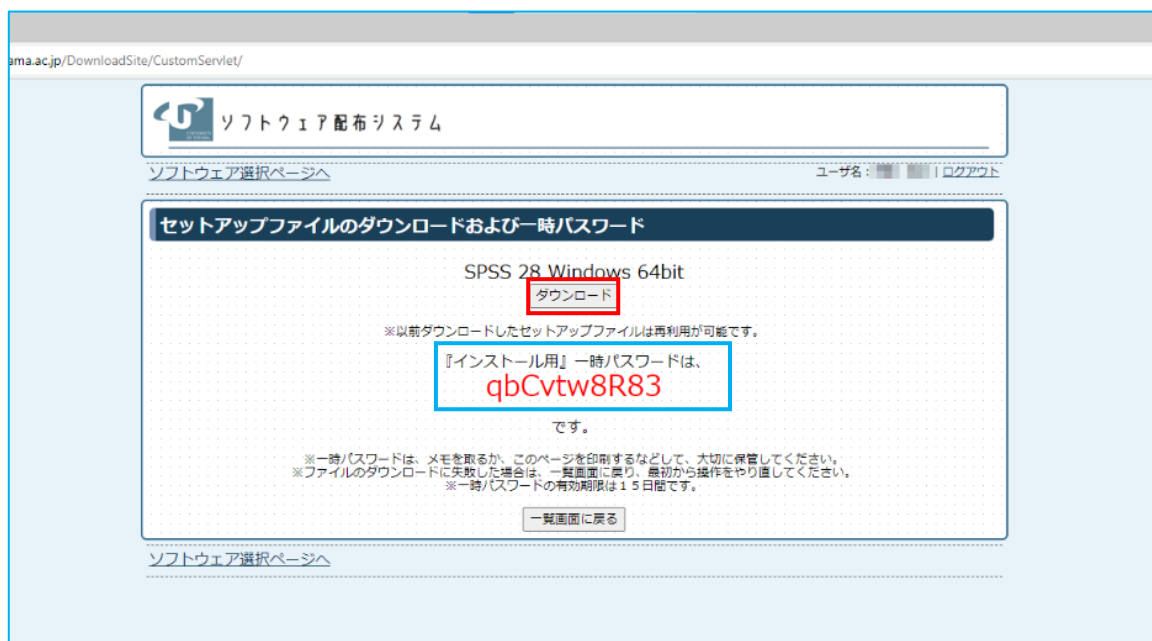 ama.ac.jp/DownloadSite/CustomServlet/
ソフトウェア配布システム
ソフトウェア選択ページへ
ユーザ名： | ログアウト
セットアップファイルのダウンロードおよび一時パスワード
SPSS 28 Windows 64bit
ダウンロード
※以前ダウンロードしたセットアップファイルは再利用が可能です。
『インストール用』一時パスワードは、
qbCvtw8R83
です。
※一時パスワードは、メモを取るか、このページを印刷するなどして、大切に保管してください。
※ファイルのダウンロードに失敗した場合は、一覧画面に戻り、最初から操作をやり直してください。
※一時パスワードの有効期限は１５日間です。
一覧画面に戻る
ソフトウェア選択ページへ